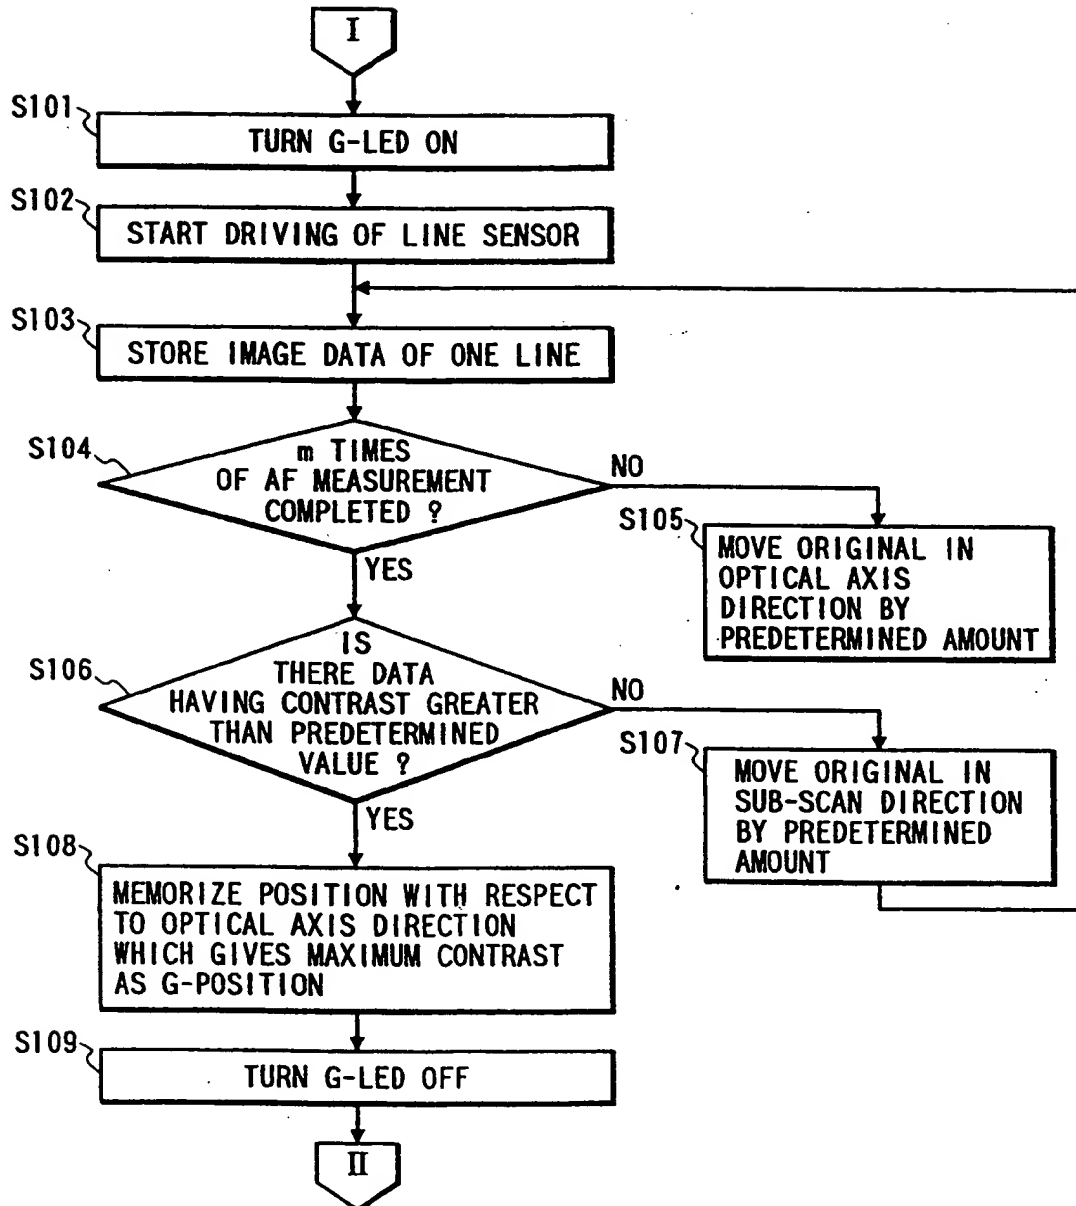 I
S101
TURN G-LED ON
S102
START DRIVING OF LINE SENSOR
S103
STORE IMAGE DATA OF ONE LINE
S104
m TIMES
OF AF MEASUREMENT
COMPLETED ?
NO
YES
S105
MOVE ORIGINAL IN
OPTICAL AXIS
DIRECTION BY
PREDETERMINED AMOUNT
S106
IS
THERE DATA
HAVING CONTRAST GREATER
THAN PREDETERMINED
VALUE ?
NO
YES
S107
MOVE ORIGINAL IN
SUB-SCAN DIRECTION
BY PREDETERMINED
AMOUNT
S108
MEMORIZE POSITION WITH RESPECT
TO OPTICAL AXIS DIRECTION
WHICH GIVES MAXIMUM CONTRAST
AS G-POSITION
S109
TURN G-LED OFF
II